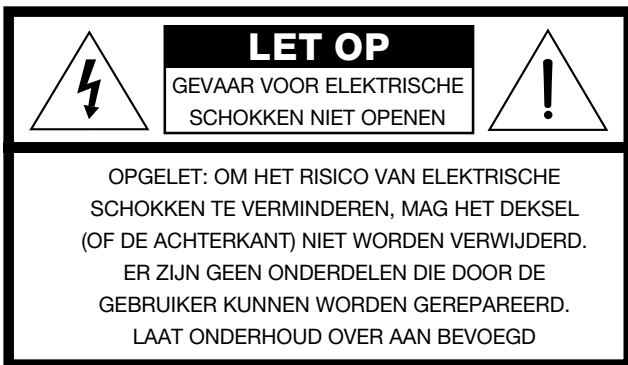 LET OP
GEVAAR VOOR ELEKTRISCHE
SCHOKKEN NIET OPENEN
OPGELET: OM HET RISICO VAN ELEKTRISCHE
SCHOKKEN TE VERMINDEREN, MAG HET DEKSEL
(OF DE ACHTERKANT) NIET WORDEN VERWIJDERD.
ER ZIJN GEEN ONDERDELEN DIE DOOR DE
GEBRUIKER KUNNEN WORDEN GEREPAREERD.
LAAT ONDERHOUD OVER AAN BEVOEGD